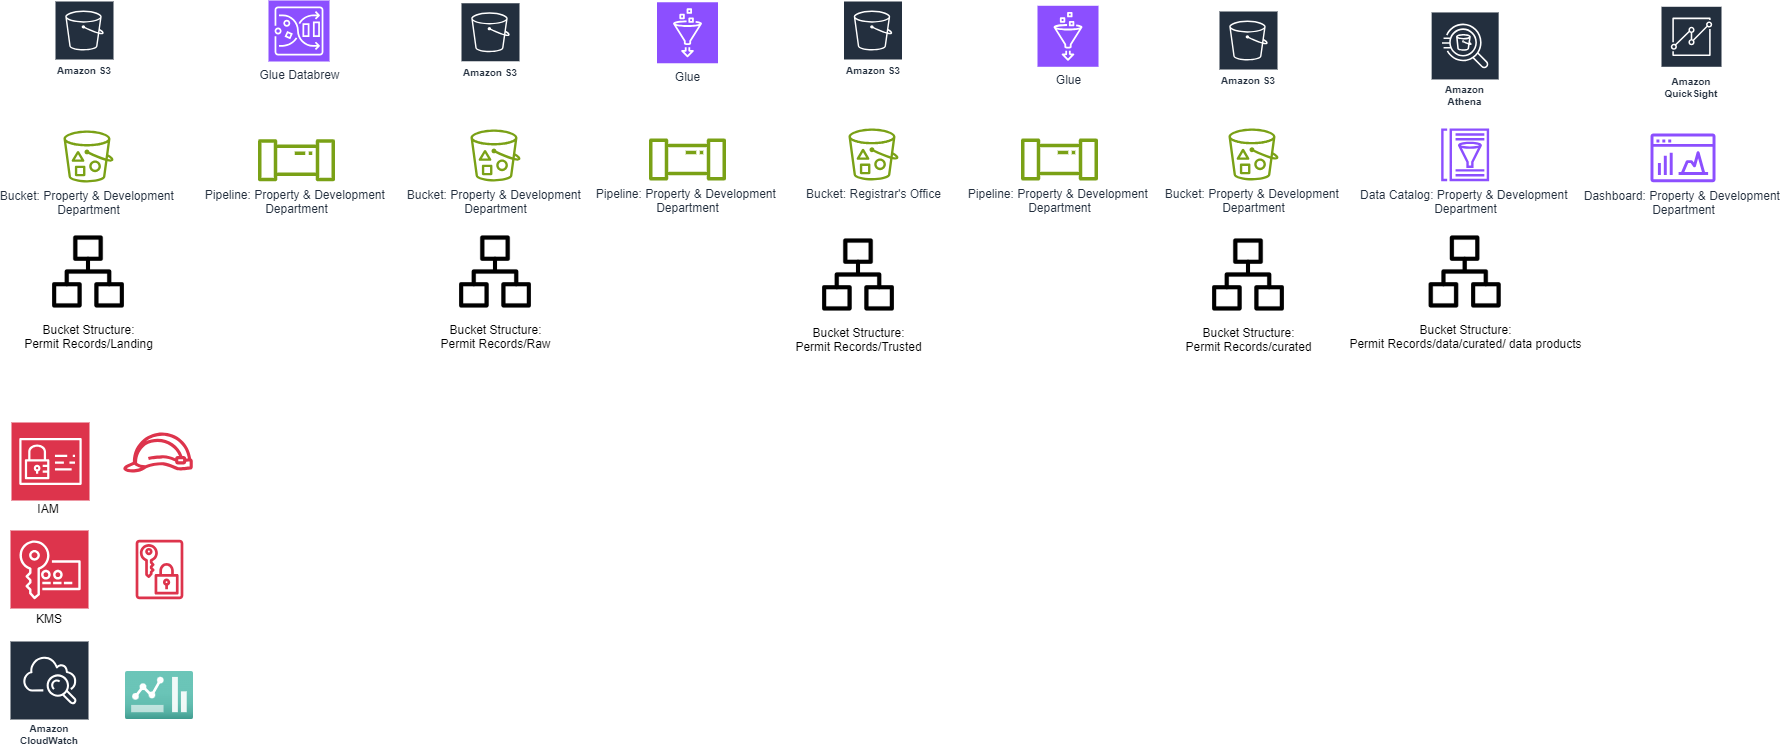 Amazon S3
Glue Databrew
Amazon S3
Glue
Amazon S3
Glue
Amazon S3
Amazon
Athena
Amazon
QuickSight
Bucket: Property & Development
Department
Pipeline: Property & Development
Department
Bucket: Property & Development
Department
Pipeline: Property & Development
Department
Bucket: Registrar's Office
Pipeline: Property & Development
Department
Bucket: Property & Development
Department
Data Catalog: Property & Development
Department
Dashboard: Property & Development
Department
Bucket Structure:
Permit Records/Landing
Bucket Structure:
Permit Records/Raw
Bucket Structure:
Permit Records/Trusted
Bucket Structure:
Permit Records/curated
Bucket Structure:
Permit Records/data/curated/ data products
IAM
KMS
Amazon
CloudWatch